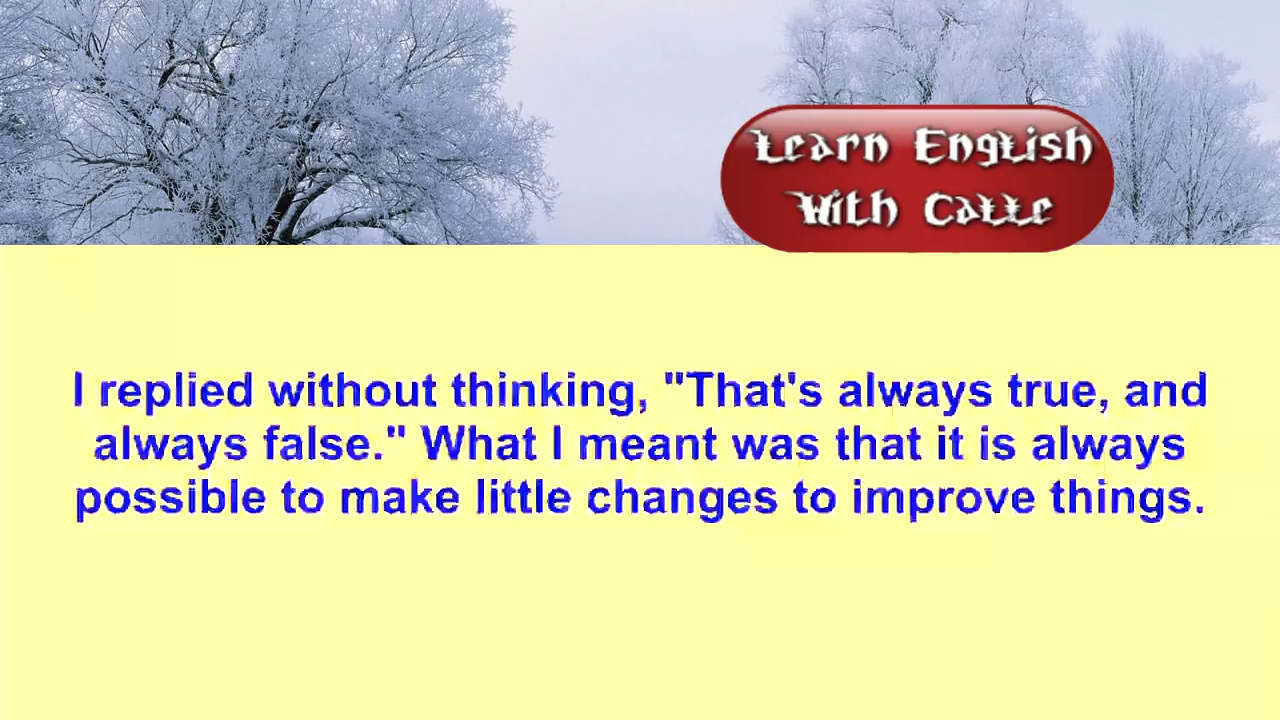 Learn English
With Calle
I replied without thinking, "That's always true, and
always false." What I meant was that it is always
possible to make little changes to improve things.